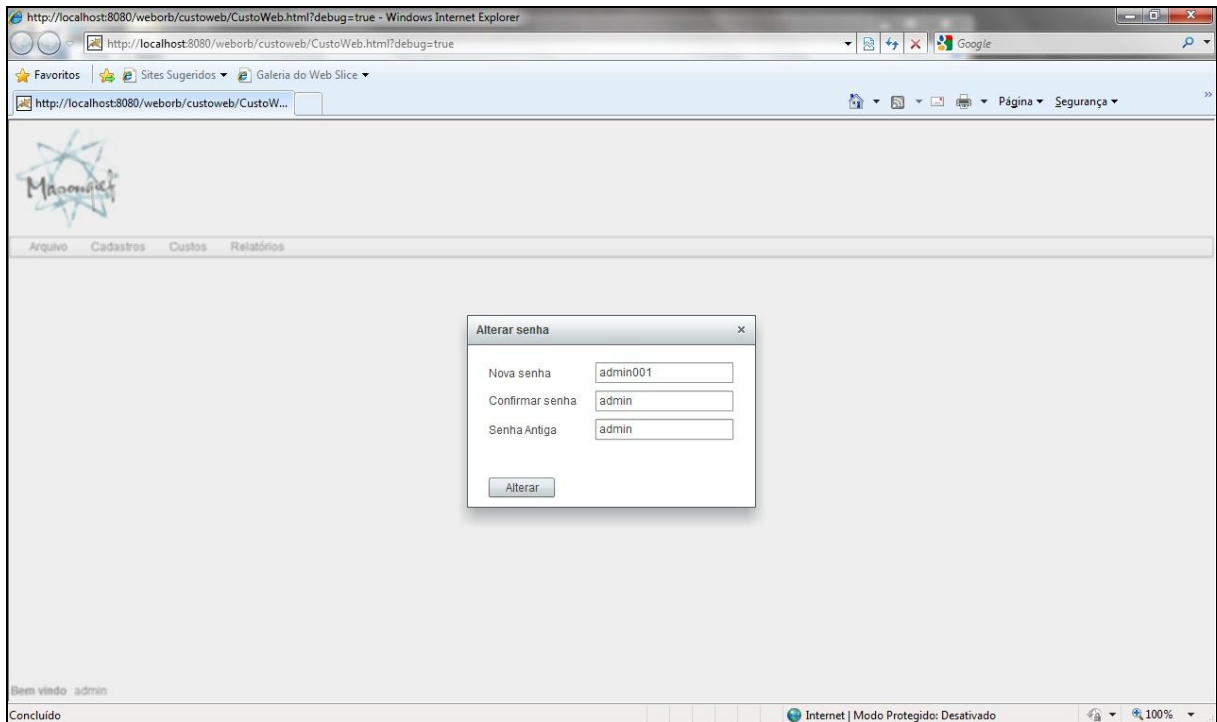 http://localhost:8080/weborb/custoweb/CustoWeb.html?debug=true - Windows Internet Explorer
http://localhost:8080/weborb/custoweb/CustoWeb.html?debug=true
Google
Favoritos
Sites Sugeridos
Galeria do Web Slice
http://localhost:8080/weborb/custoweb/CustoW...
Página
Segurança
Arquivo Cadastros Custos Relatórios
Alterar senha
Nova senha admin001
Confirmar senha admin
Senha Antiga admin
Alterar
Bem vindo admin
Concluído
Internet | Modo Protegido: Desativado
100%